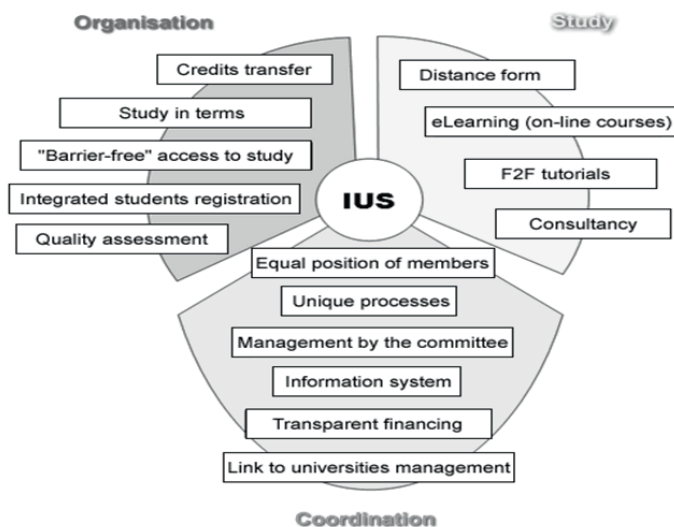 Organisation
Study
Credits transfer
Study in terms
"Barrier-free" access to study
Integrated students registration
Quality assessment
Distance form
eLearning (on-line courses)
F2F tutorials
Consultancy
IUS
Equal position of members
Unique processes
Management by the committee
Information system
Transparent financing
Link to universities management
Coordination